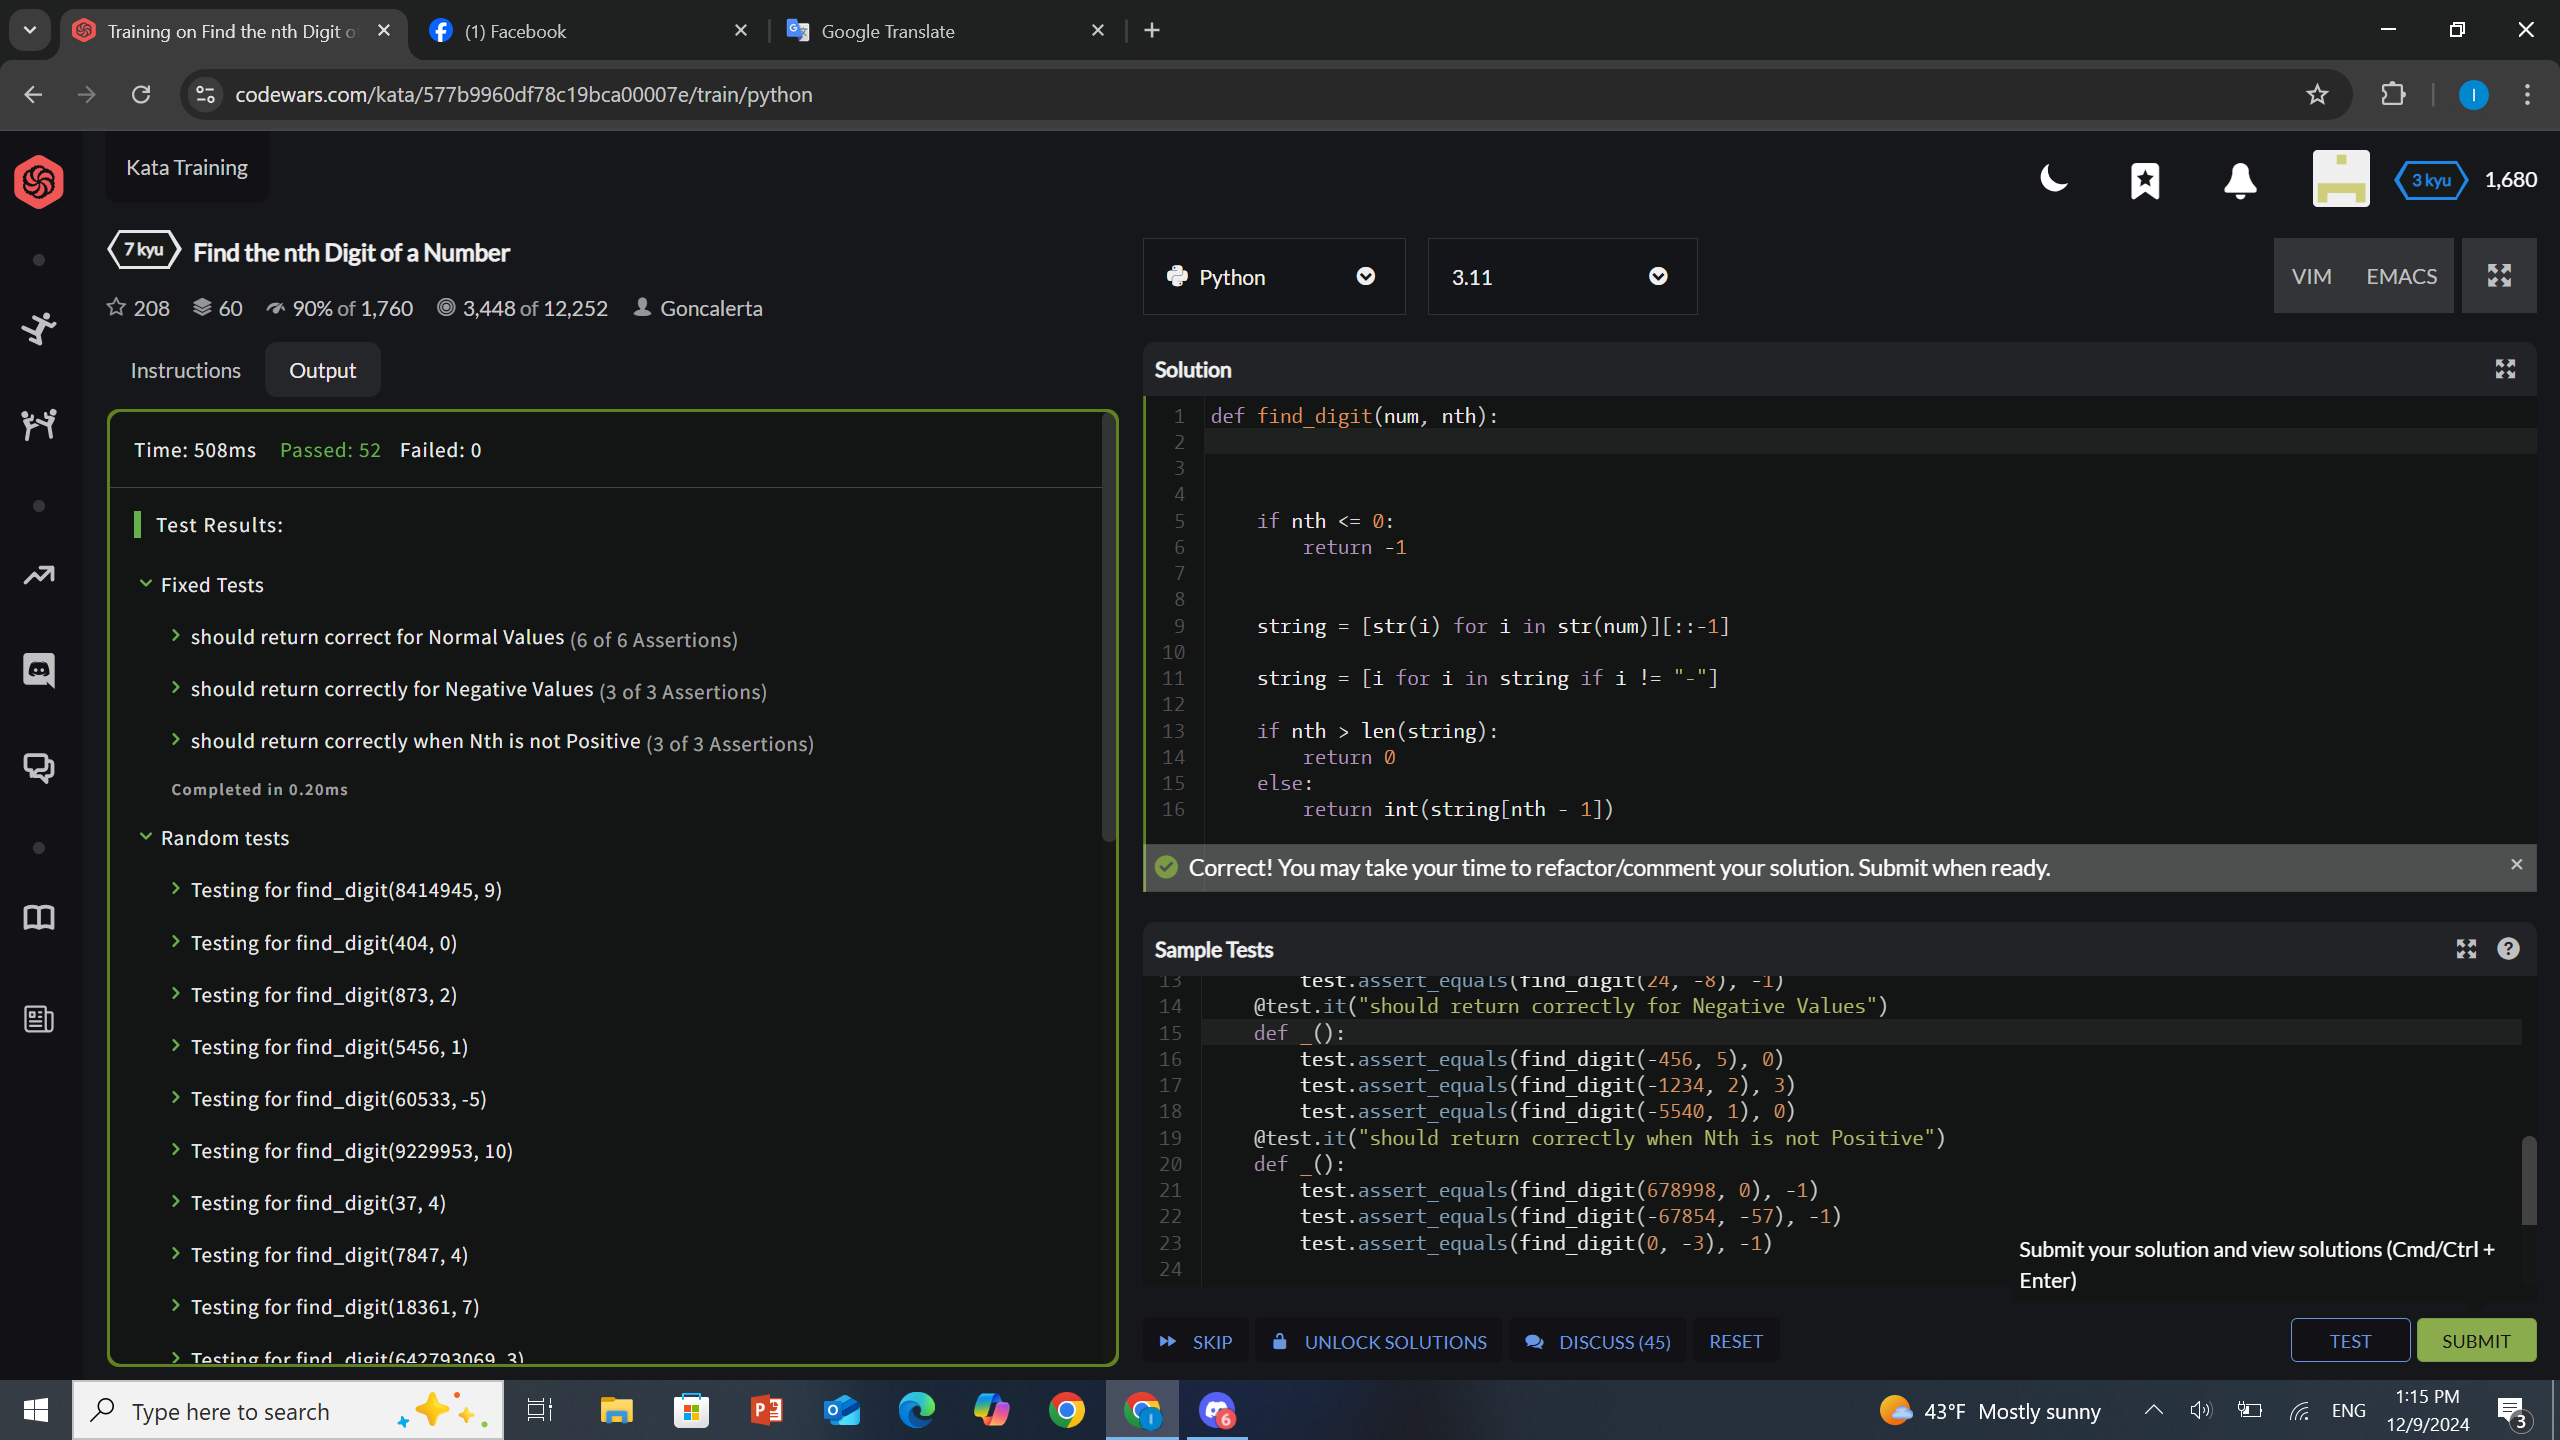 Training on Find the nth Digit o
(1) Facebook
Google Translate
codewars.com/kata/577b9960df78c19bca00007e/train/python
I
Kata Training
3 kyu
1,680
7 kyu
Find the nth Digit of a Number
208
60
90% of 1,760
3,448 of 12,252
Goncalerta
Instructions
Output
Time: 508ms Passed: 52 Failed: 0
Test Results:
Fixed Tests
should return correct for Normal Values (6 of 6 Assertions)
should return correctly for Negative Values (3 of 3 Assertions)
should return correctly when Nth is not Positive (3 of 3 Assertions)
Completed in 0.20ms
Random tests
Testing for find_digit(8414945, 9)
Testing for find_digit(404, 0)
Testing for find_digit(873, 2)
Testing for find_digit(5456, 1)
Testing for find_digit(60533, -5)
Testing for find_digit(9229953, 10)
Testing for find_digit(37, 4)
Testing for find_digit(7847, 4)
Testing for find_digit(18361, 7)
Testing for find_digit(642793069, 3)
Python
3.11
VIM
EMACS
Solution
1 def find_digit(num, nth):
2
3
4
5 if nth <= 0:
6 return -1
7
8
9 string = [str(i) for i in str(num)][::-1]
10
11 string = [i for i in string if i != "-"]
12
13 if nth > len(string):
14 return 0
15 else:
16 return int(string[nth - 1])
Correct! You may take your time to refactor/comment your solution. Submit when ready.
Sample Tests
13 test.assert_equals(find_digit(24, -8), -1)
14 @test.it("should return correctly for Negative Values")
15 def _():
16 test.assert_equals(find_digit(-456, 5), 0)
17 test.assert_equals(find_digit(-1234, 2), 3)
18 test.assert_equals(find_digit(-5540, 1), 0)
19 @test.it("should return correctly when Nth is not Positive")
20 def _():
21 test.assert_equals(find_digit(678998, 0), -1)
22 test.assert_equals(find_digit(-67854, -57), -1)
23 test.assert_equals(find_digit(0, -3), -1)
24
Submit your solution and view solutions (Cmd/Ctrl +
Enter)
SKIP
UNLOCK SOLUTIONS
DISCUSS (45)
RESET
TEST
SUBMIT
Type here to search
6
43°F Mostly sunny
ENG
1:15 PM
12/9/2024
3